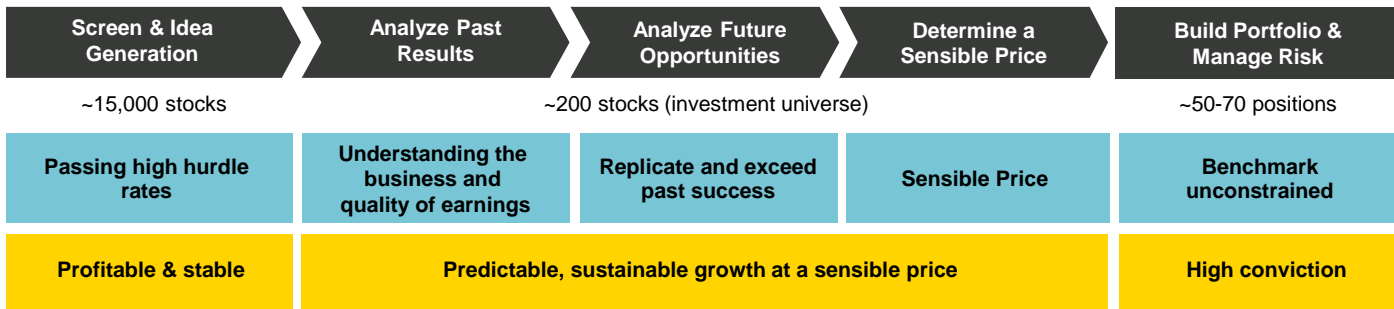 Screen & Idea
Generation
Analyze Past
Results
Analyze Future
Opportunities
Determine a
Sensible Price
Build Portfolio &
Manage Risk
~15,000 stocks
~200 stocks (investment universe)
~50-70 positions
Passing high hurdle
rates
Understanding the
business and
quality of earnings
Replicate and exceed
past success
Sensible Price
Benchmark
unconstrained
Profitable & stable
Predictable, sustainable growth at a sensible price
High conviction